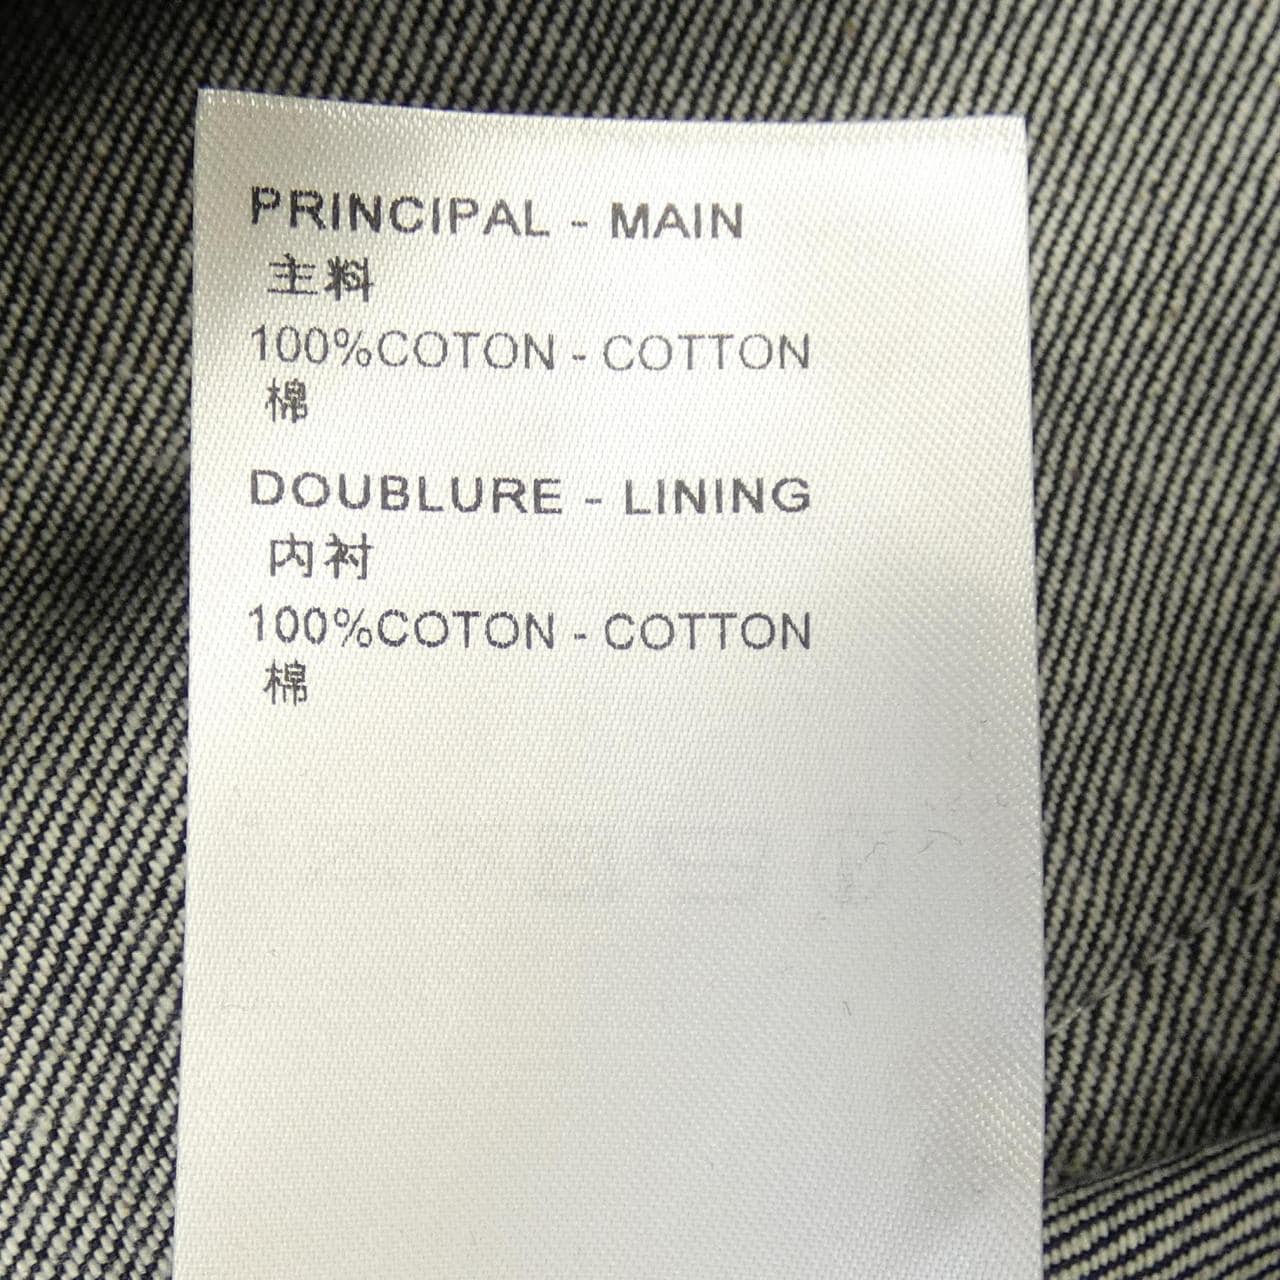 PRINCIPAL - MAIN
主料
100%COTON - COTTON
棉
DOUBLURE - LINING
内衬
100%COTON - COTTON
棉